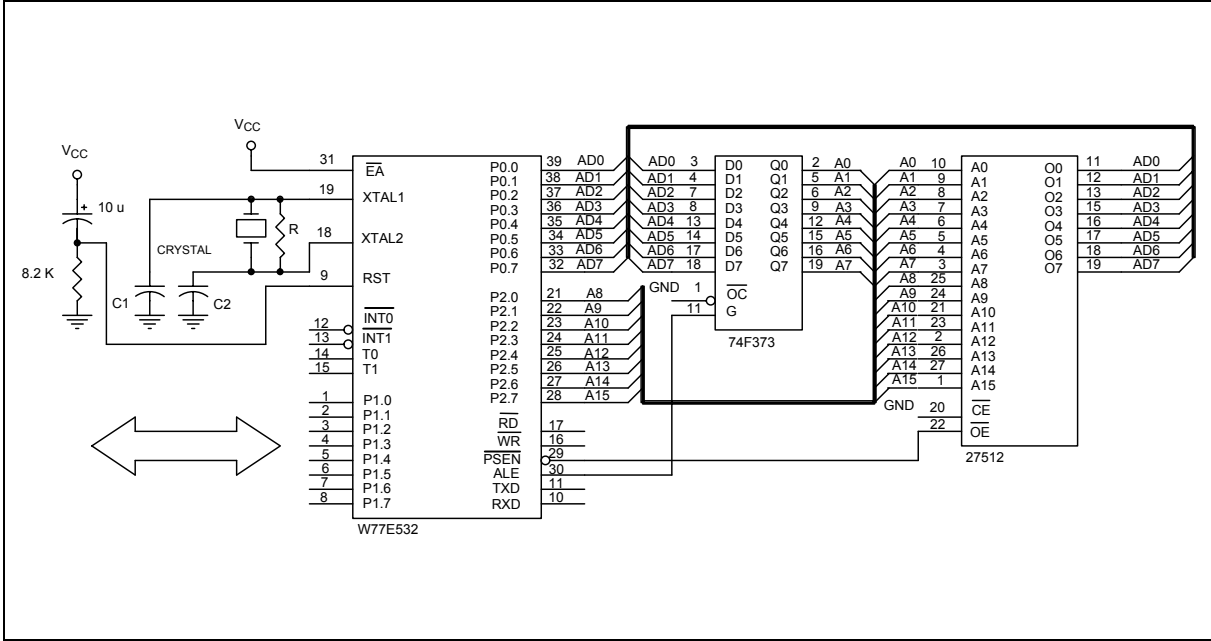 VCC
10 u
8.2 K
VCC
C1
C2
CRYSTAL
R
31
19
18
9
12
13
14
15
1
2
3
4
5
6
7
8
EA
XTAL1
XTAL2
RST
INT0
INT1
T0
T1
P1.0
P1.1
P1.2
P1.3
P1.4
P1.5
P1.6
P1.7
P0.0 39 AD0
P0.1 38 AD1
P0.2 37 AD2
P0.3 36 AD3
P0.4 35 AD4
P0.5 34 AD5
P0.6 33 AD6
P0.7 32 AD7
P2.0 21 A8
P2.1 22 A9
P2.2 23 A10
P2.3 24 A11
P2.4 25 A12
P2.5 26 A13
P2.6 27 A14
P2.7 28 A15
RD 17
WR 16
PSEN 29
ALE 30
TXD 11
RXD 10
W77E532
AD0 3 D0 Q0 2 A0
AD1 4 D1 Q1 5 A1
AD2 7 D2 Q2 6 A2
AD3 8 D3 Q3 9 A3
AD4 13 D4 Q4 12 A4
AD5 14 D5 Q5 15 A5
AD6 17 D6 Q6 16 A6
AD7 18 D7 Q7 19 A7
GND 1 OC
11 G
74F373
A0 10 A0 O0 11 AD0
A1 9 A1 O1 12 AD1
A2 8 A2 O2 13 AD2
A3 7 A3 O3 15 AD3
A4 6 A4 O4 16 AD4
A5 5 A5 O5 17 AD5
A6 4 A6 O6 18 AD6
A7 3 A7 O7 19 AD7
A8 25 A8
A9 24 A9
A10 21 A10
A11 23 A11
A12 2 A12
A13 26 A13
A14 27 A14
A15 1 A15
GND 20 CE
22 OE
27512